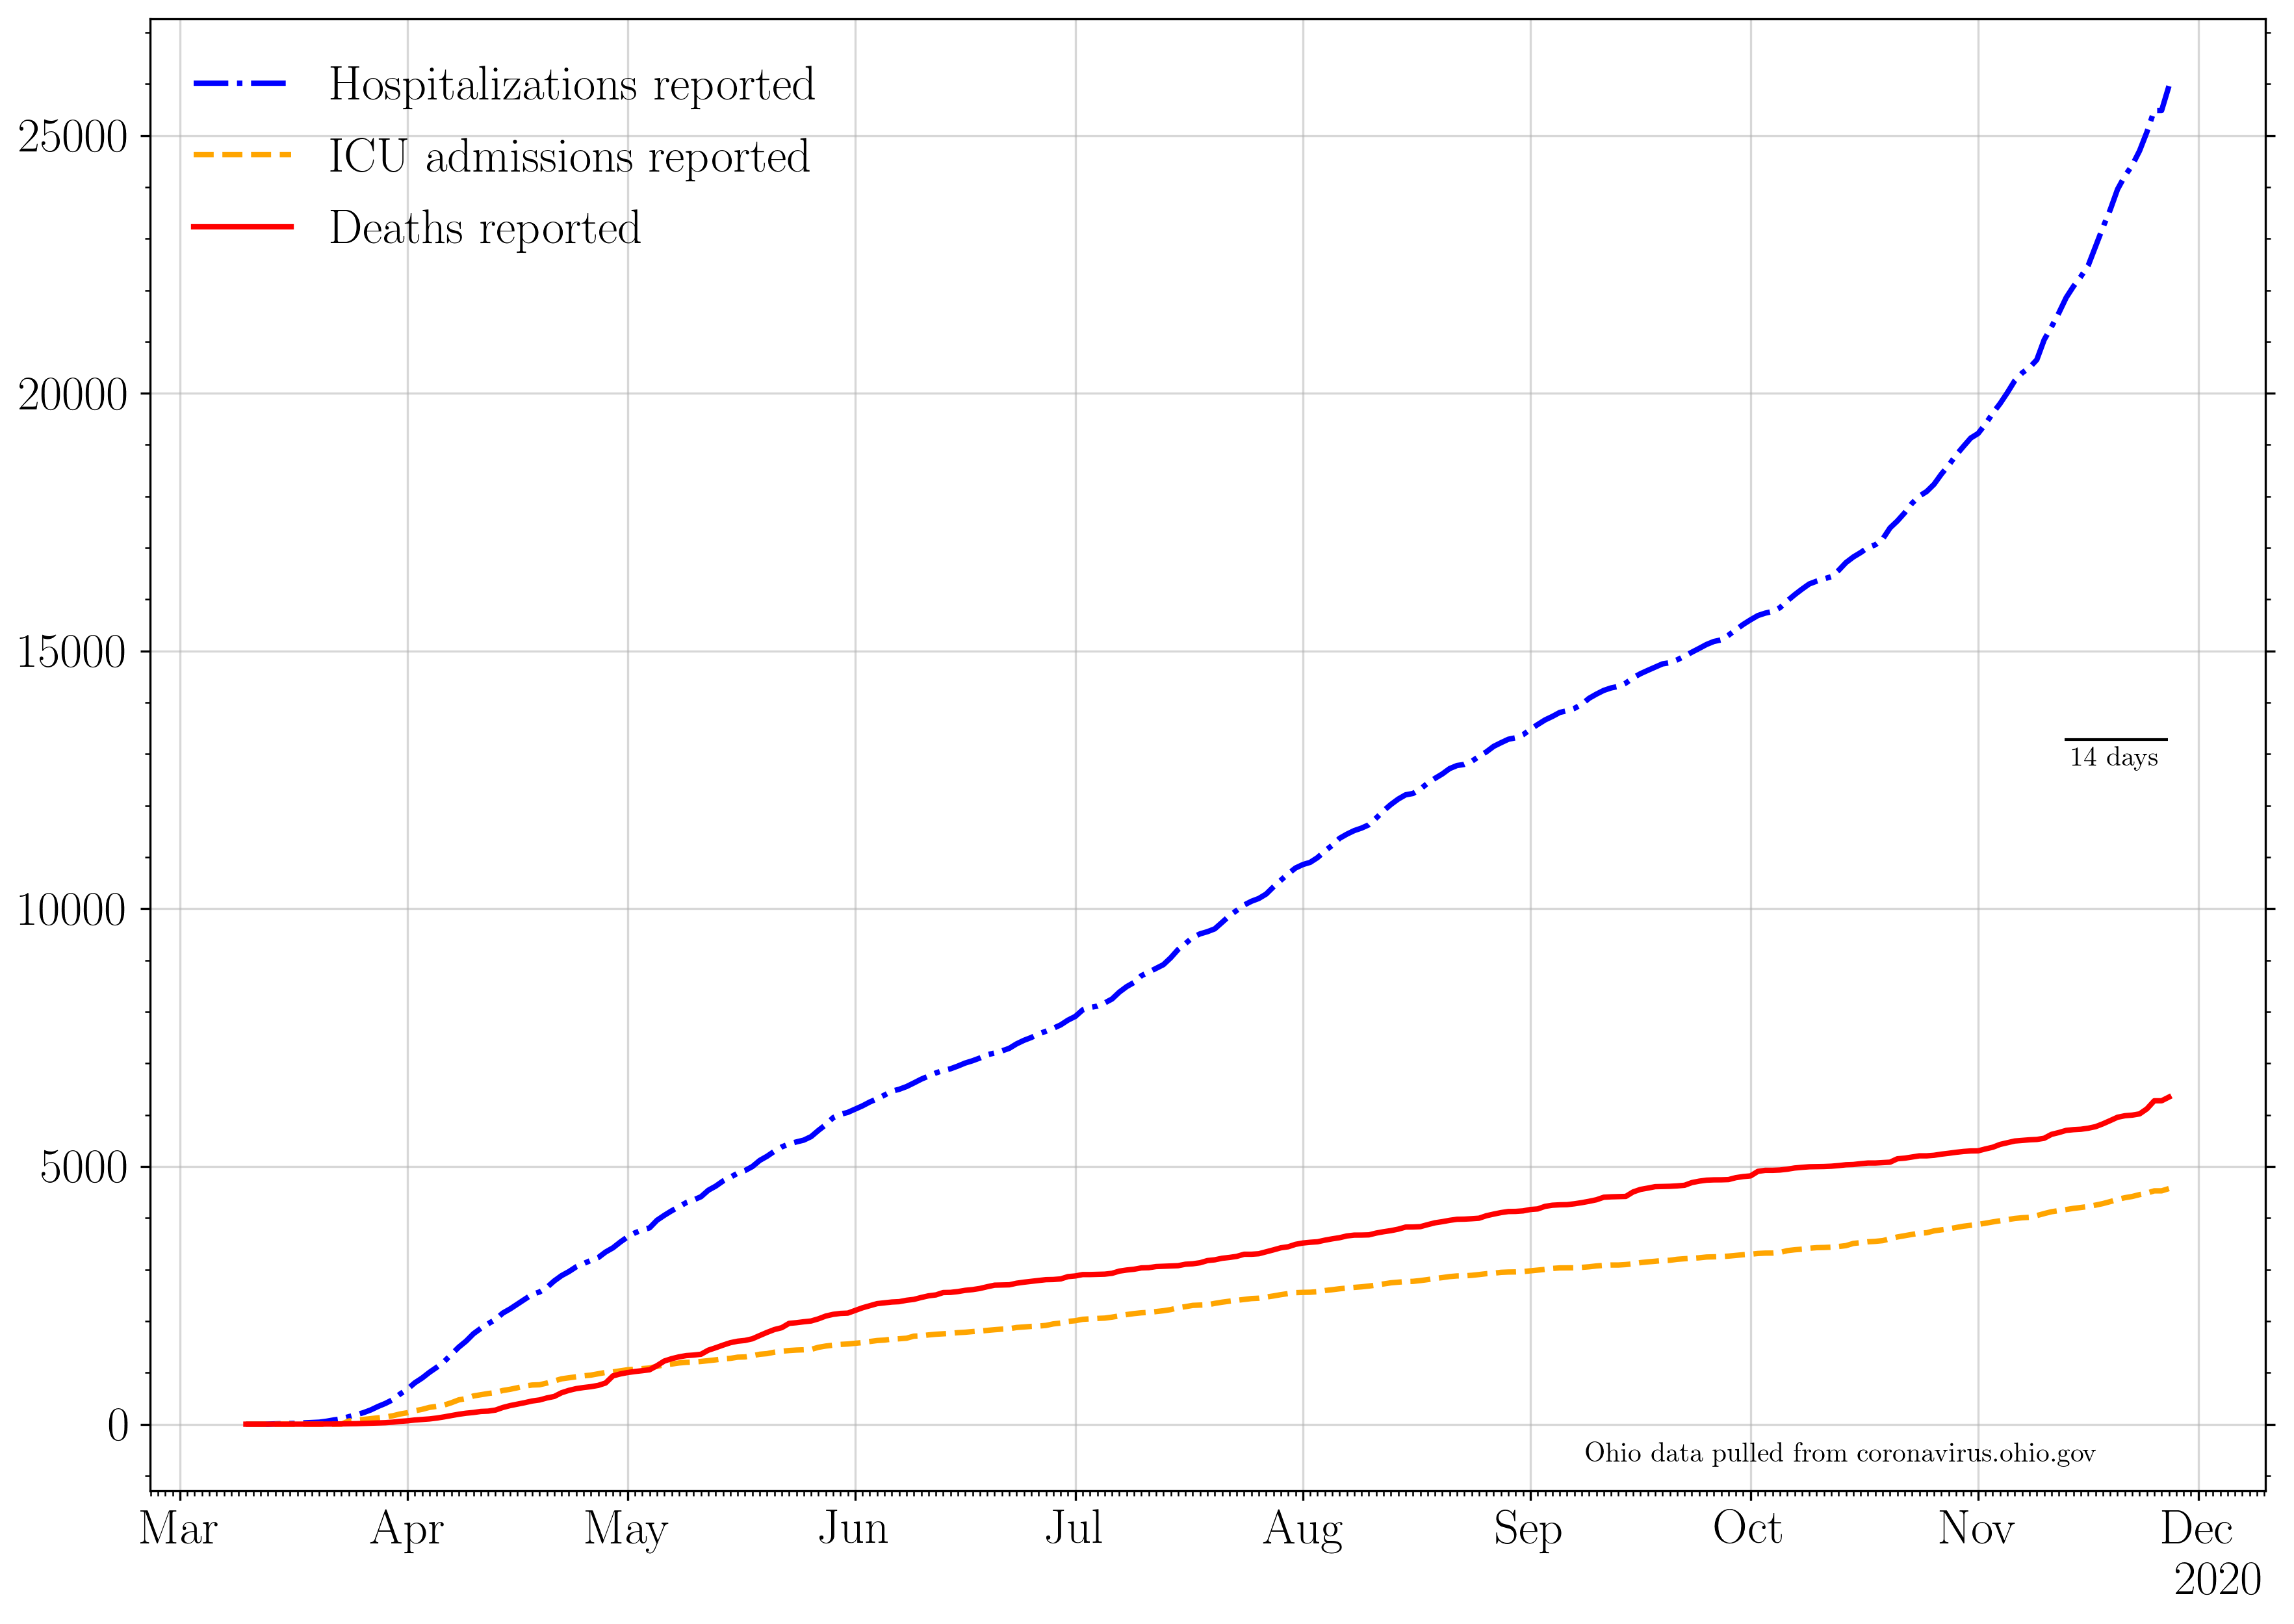 Hospitalizations reported
ICU admissions reported
Deaths reported
25000
20000
15000
10000
5000
0
14 days
Ohio data pulled from coronavirus.ohio.gov
Mar Apr May Jun Jul Aug Sep Oct Nov Dec
2020